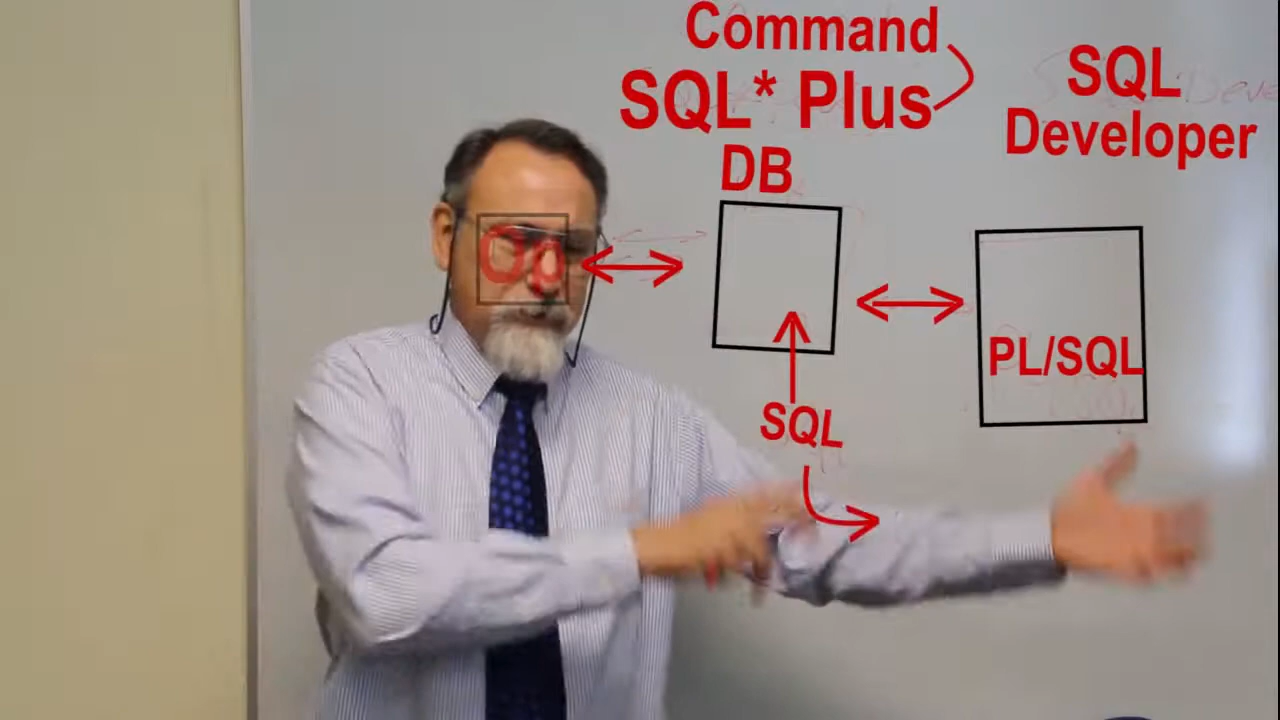 Command
SQL* Plus
SQL
Developer
DB
PL/SQL
SQL